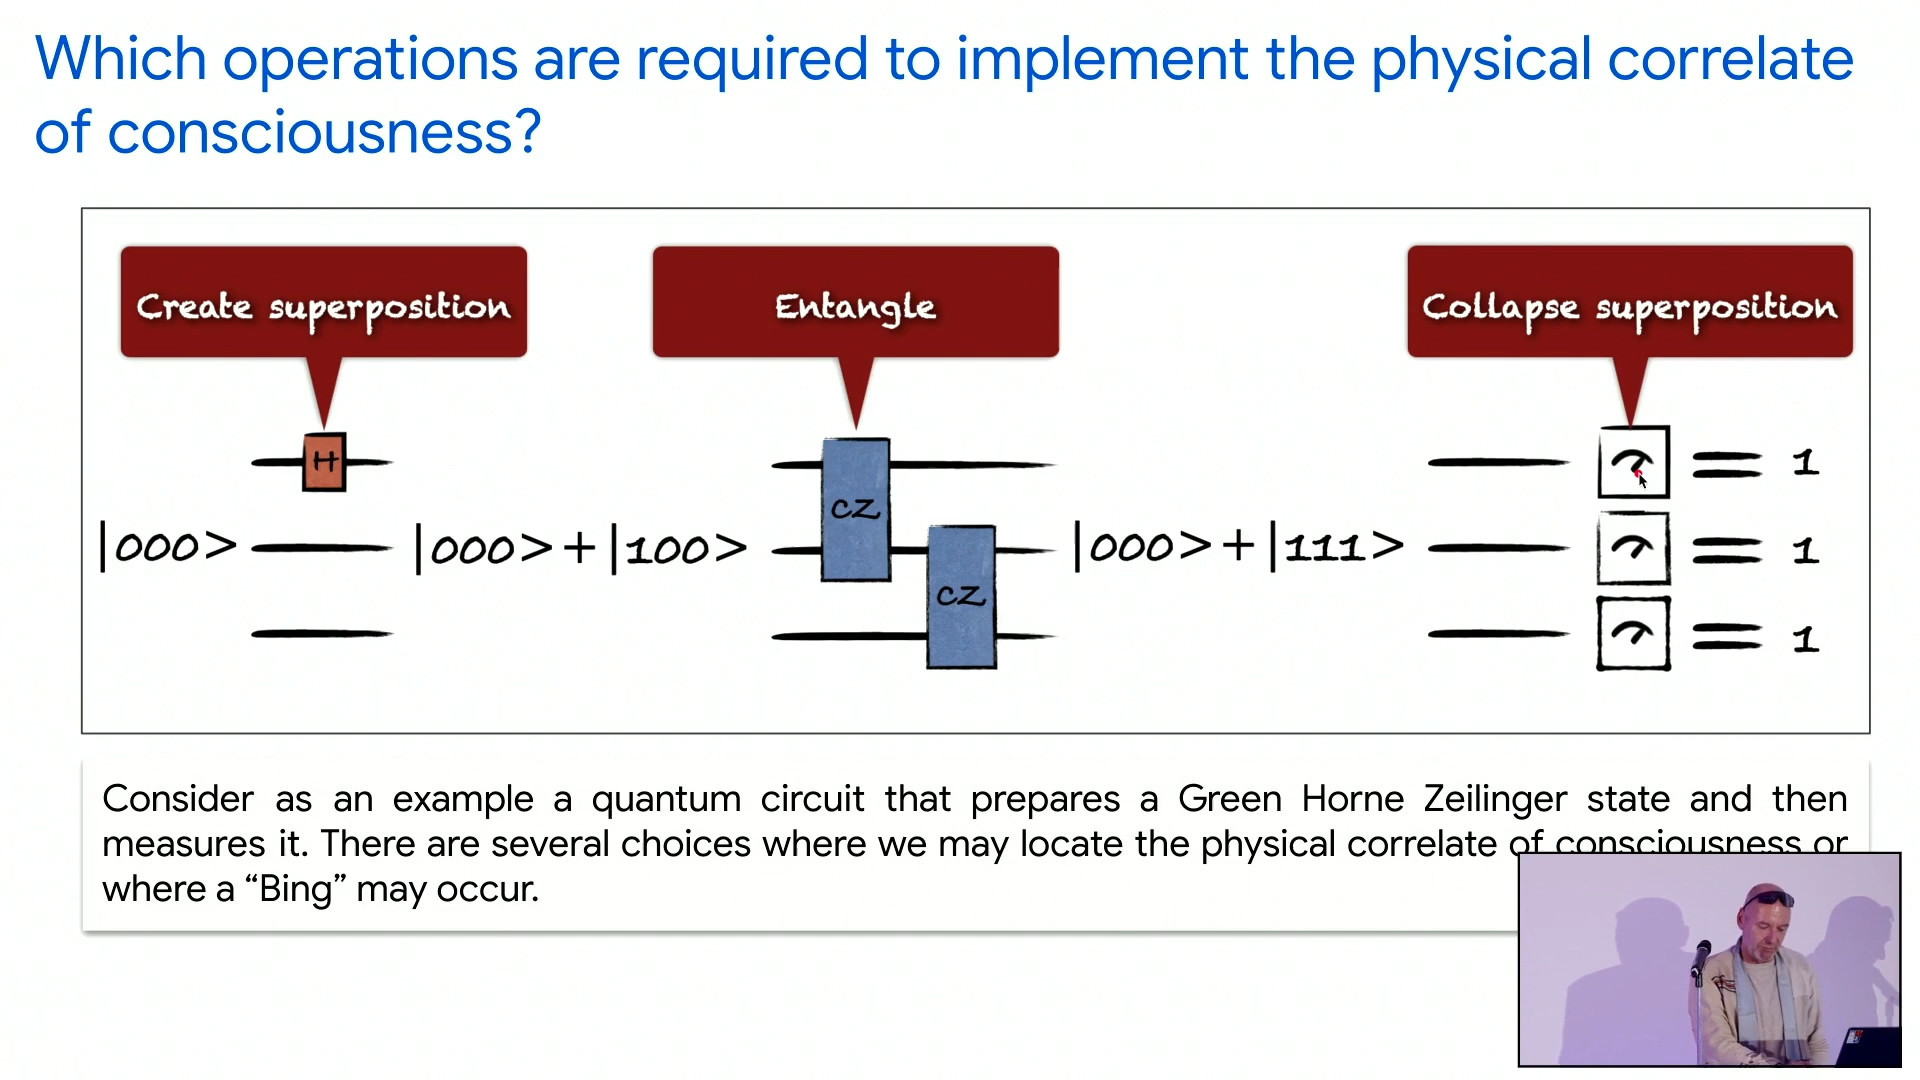 Which operations are required to implement the physical correlate
of consciousness?
Create superposition
Entangle
Collapse superposition
H
|000>
|000>+|100>
CZ
CZ
|000>+|111>
= 1
= 1
= 1
Consider as an example a quantum circuit that prepares a Green Horne Zeilinger state and then
measures it. There are several choices where we may locate the physical correlate of consciousness or
where a “Bing” may occur.